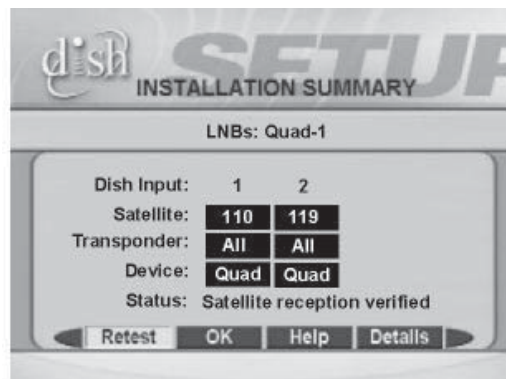 dish SETUP
INSTALLATION SUMMARY
LNBs: Quad-1
Dish Input: 1 2
Satellite: 110 119
Transponder: All All
Device: Quad Quad
Status: Satellite reception verified
Retest OK Help Details